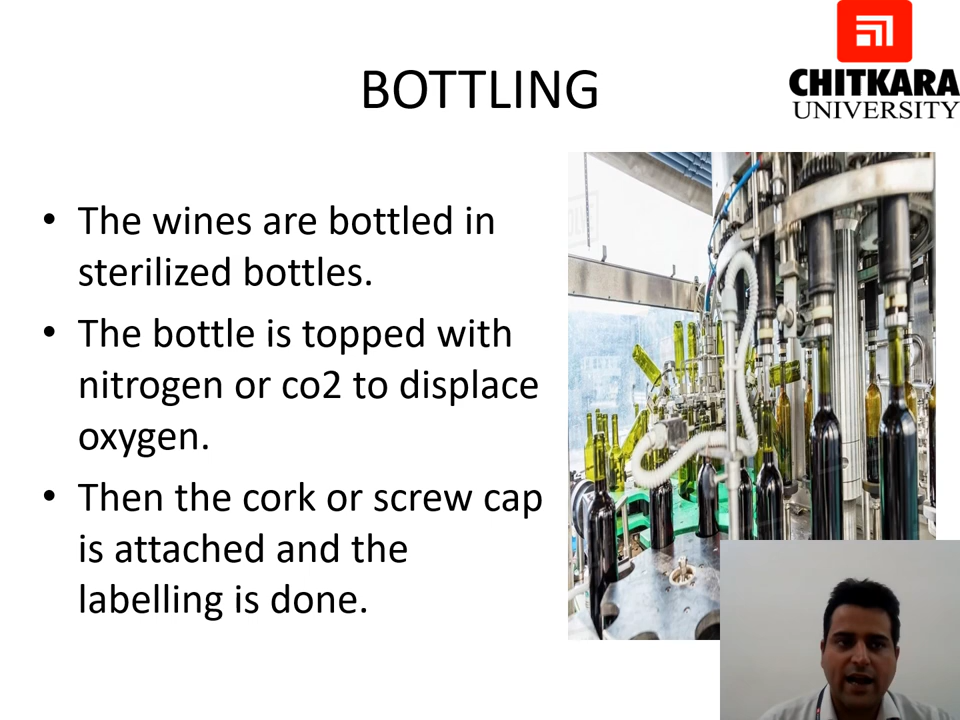 CHITKARA
UNIVERSITY
BOTTLING
• The wines are bottled in
sterilized bottles.
• The bottle is topped with
nitrogen or co2 to displace
oxygen.
• Then the cork or screw cap
is attached and the
labelling is done.